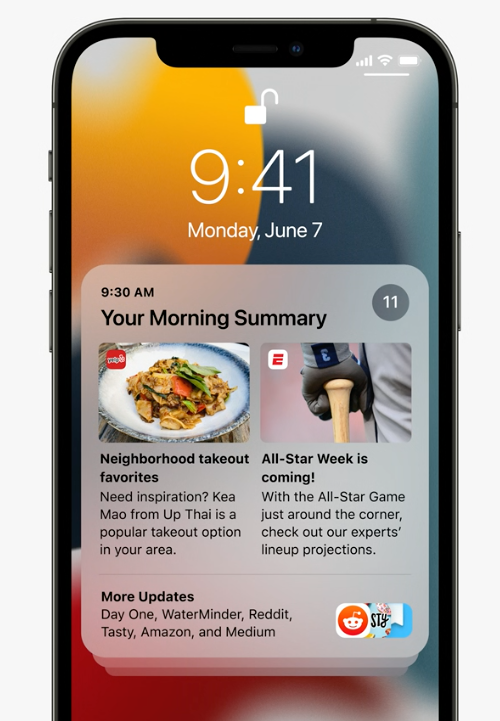 9:41
Monday, June 7
9:30 AM
11
Your Morning Summary
yelp
E
Neighborhood takeout
favorites
Need inspiration? Kea
Mao from Up Thai is a
popular takeout option
in your area.
All-Star Week is
coming!
With the All-Star Game
just around the corner,
check out our experts'
lineup projections.
More Updates
Day One, WaterMinder, Reddit,
Tasty, Amazon, and Medium
STY